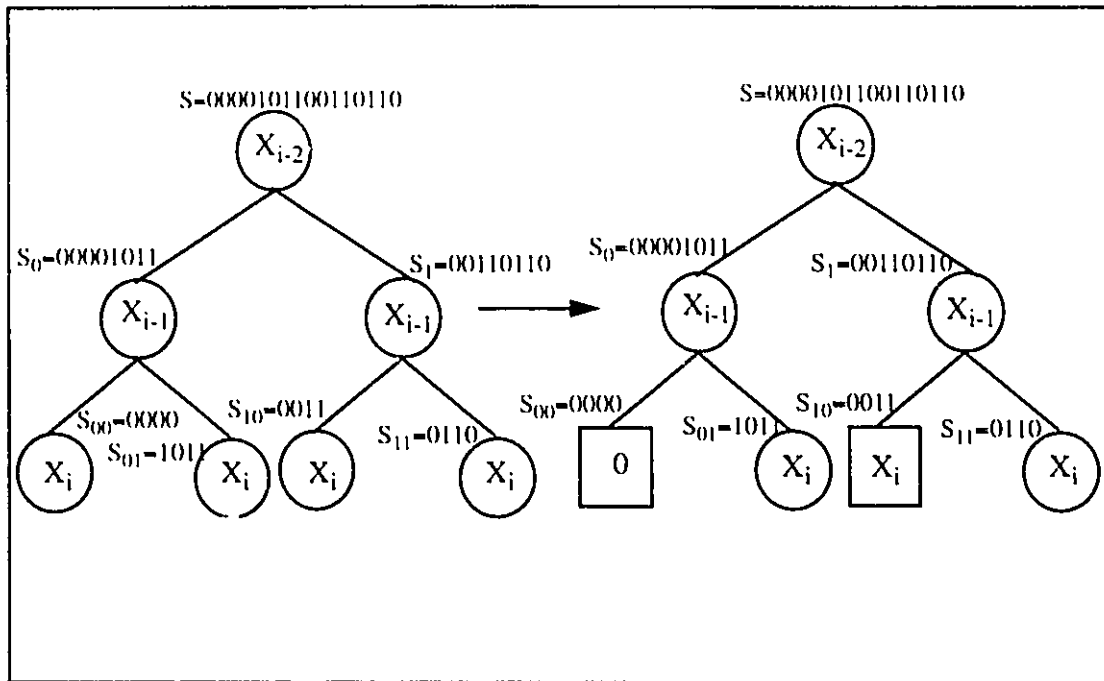 S=0000101100110110
S=0000101100110110
X_{i-2}
X_{i-2}
S_0=00001011
S_1=00110110
S_0=00001011
S_1=00110110
X_{i-1}
X_{i-1}
X_{i-1}
X_{i-1}
S_{00}=0000
S_{01}=1011
S_{10}=0011
S_{11}=0110
S_{00}=0000
S_{01}=1011
S_{10}=0011
S_{11}=0110
X_i
X_i
X_i
X_i
0
X_i
X_i
X_i